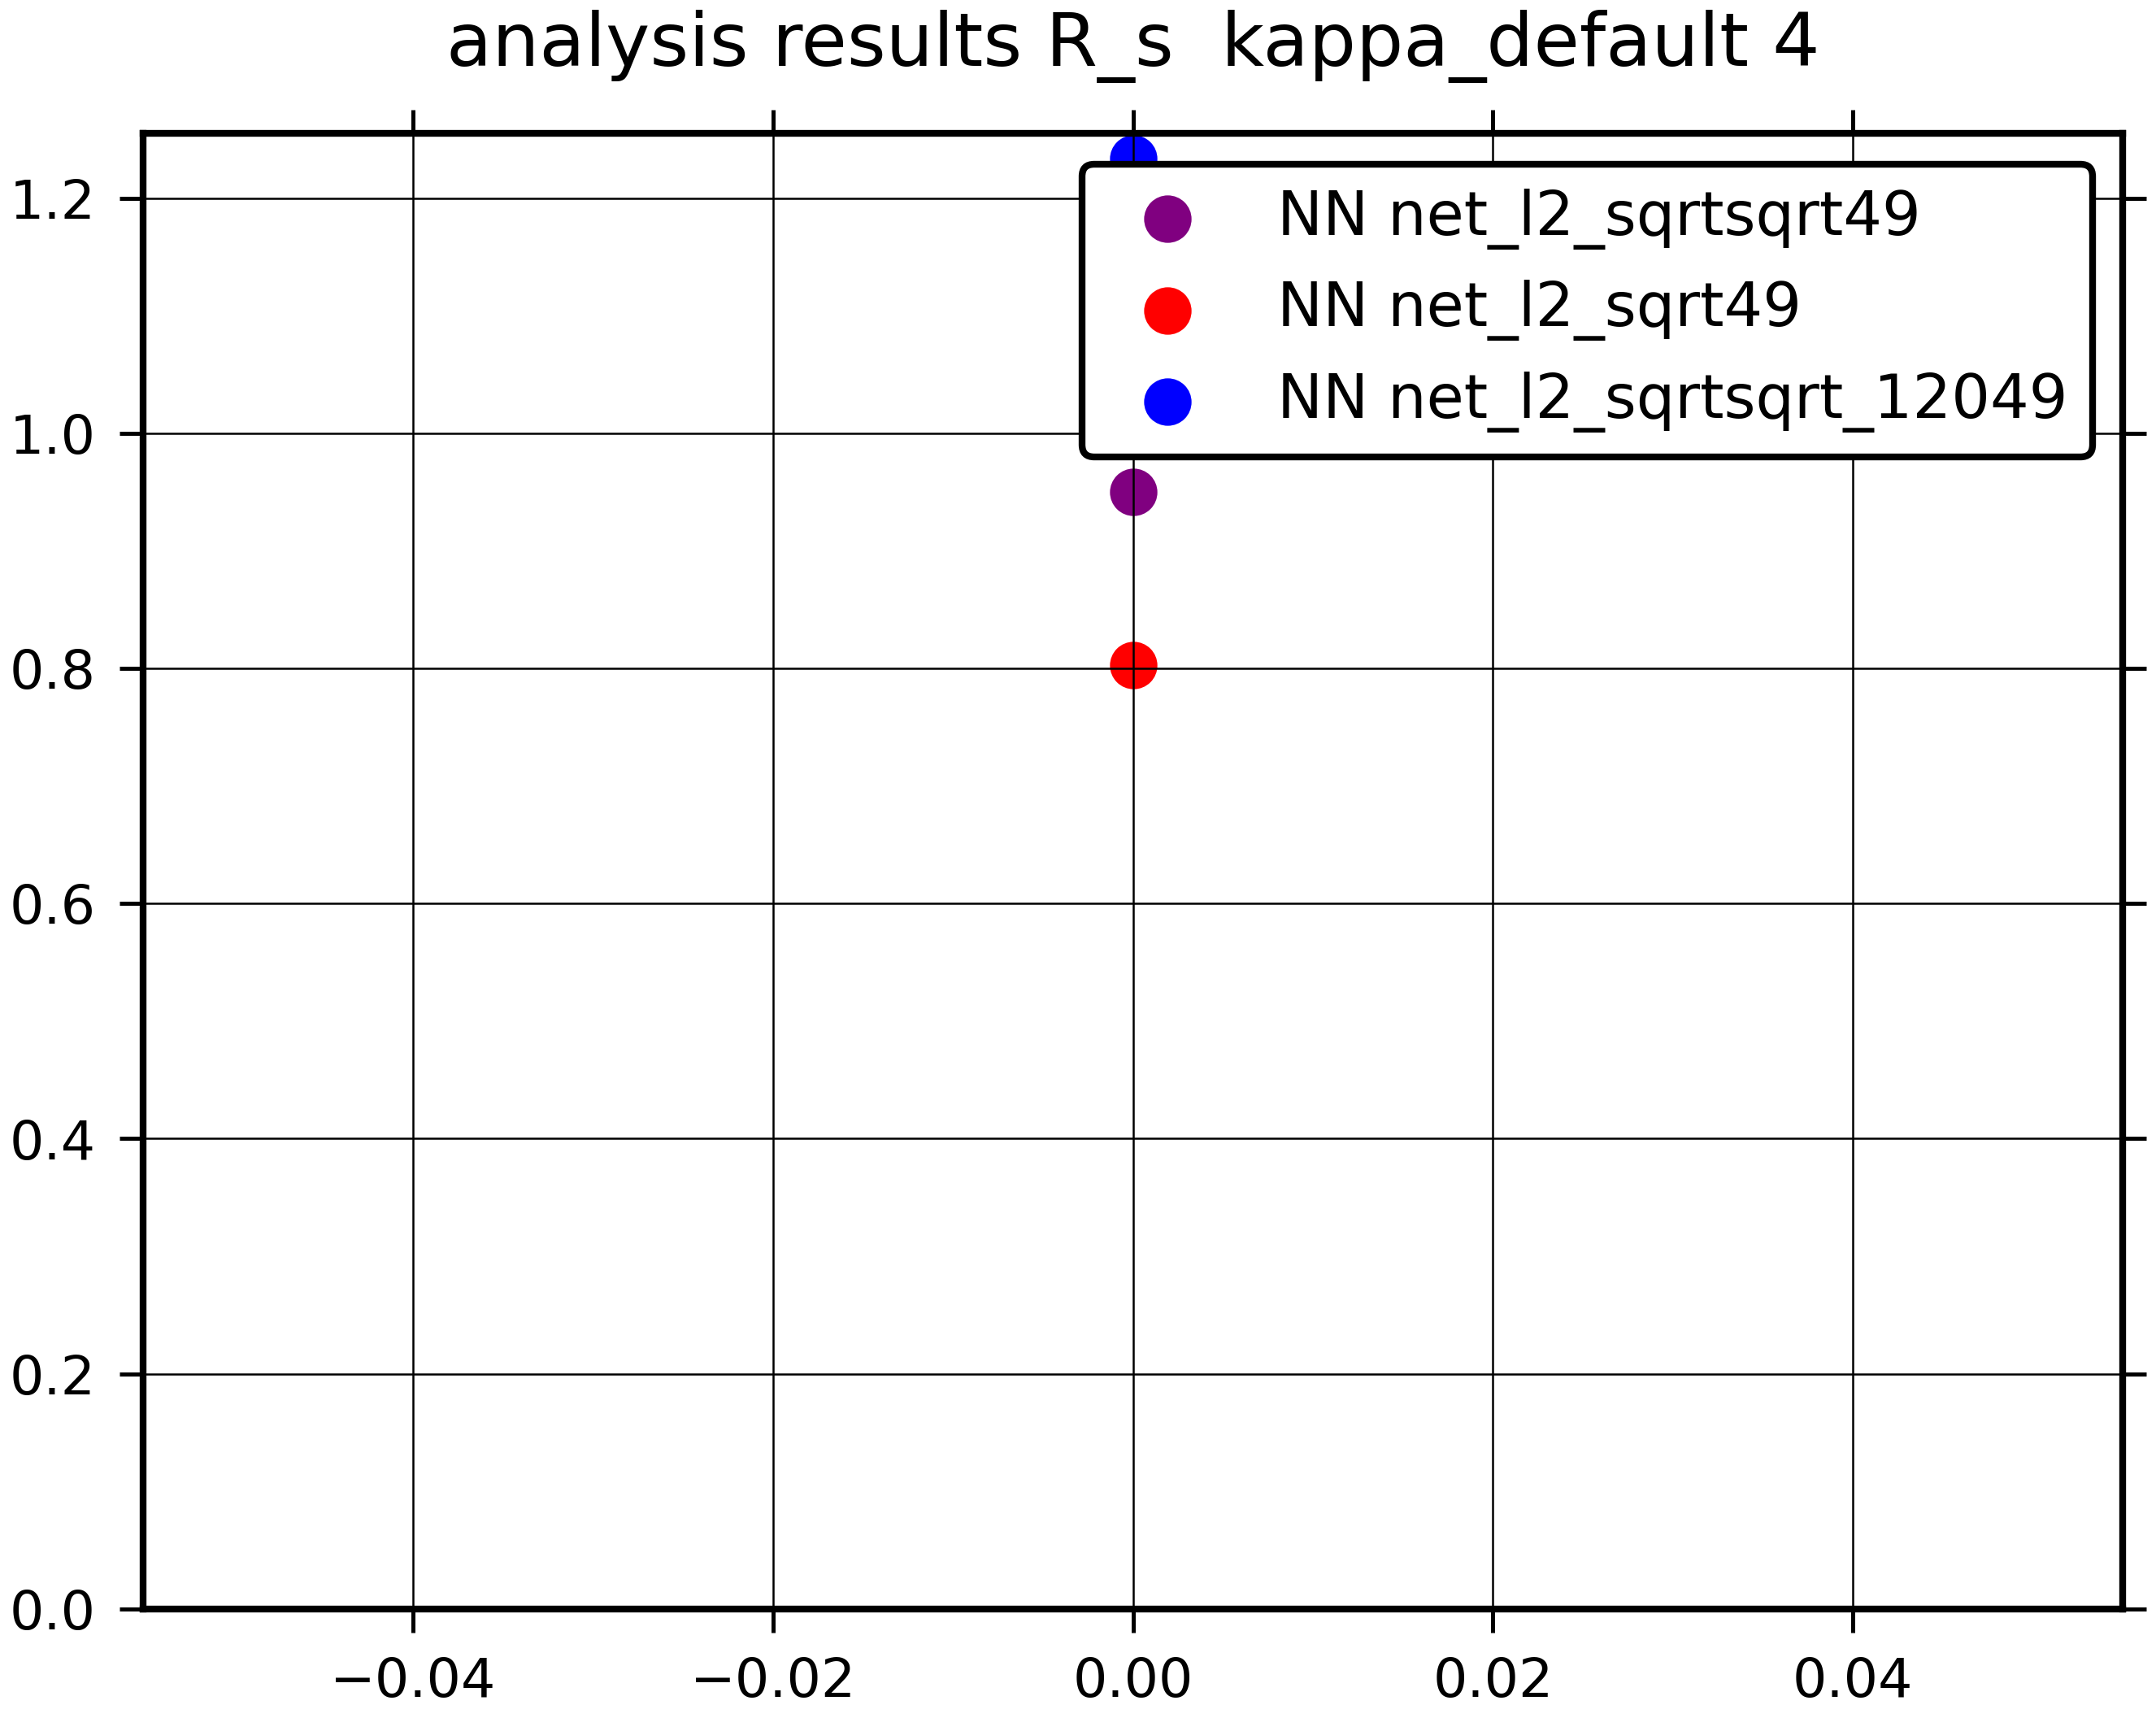 analysis results R_s  kappa_default 4
NN net_l2_sqrtsqrt49
NN net_l2_sqrt49
NN net_l2_sqrtsqrt_12049
1.2
1.0
0.8
0.6
0.4
0.2
0.0
−0.04 −0.02 0.00 0.02 0.04